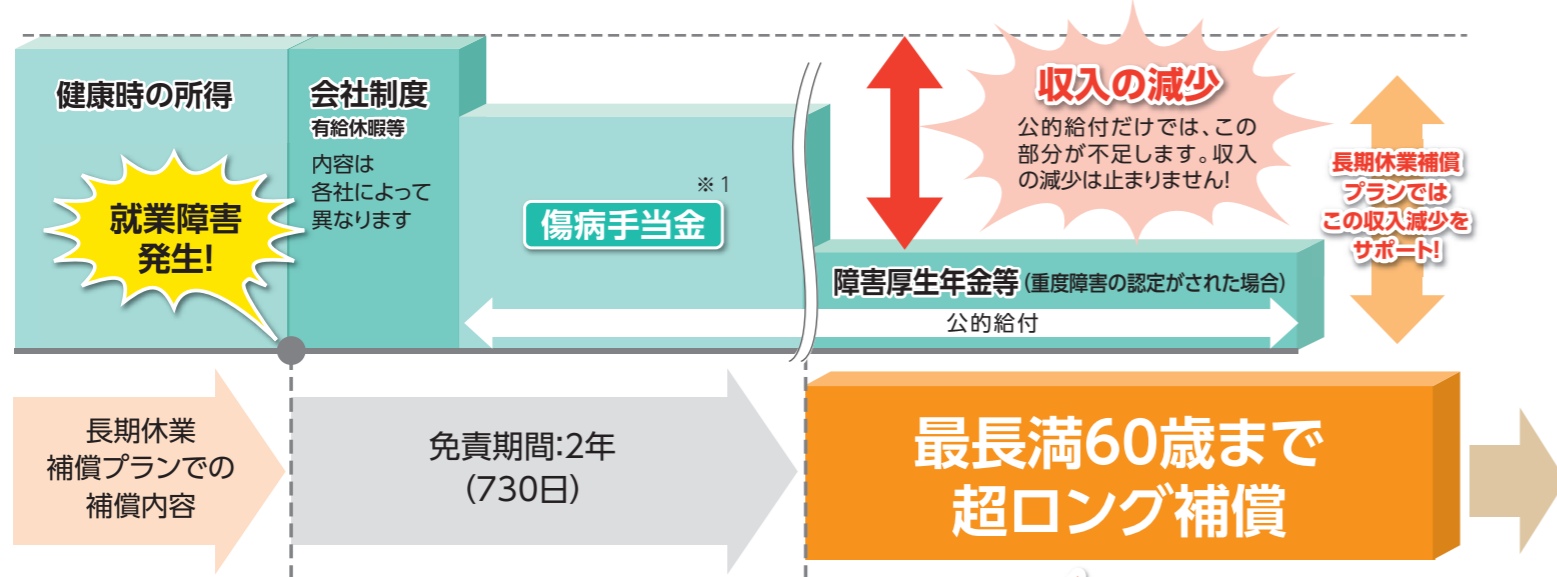 健康時の所得
就業障害
発生!
会社制度
有給休暇等
内容は
各社によって
異なります
※1
傷病手当金
収入の減少
公的給付だけでは、この
部分が不足します。収入
の減少は止まりません!
障害厚生年金等(重度障害の認定がされた場合)
公的給付
長期休業補償
プランでは
この収入減少を
サポート!
長期休業
補償プランでの
補償内容
免責期間:2年
(730日)
最長満60歳まで
超ロング補償